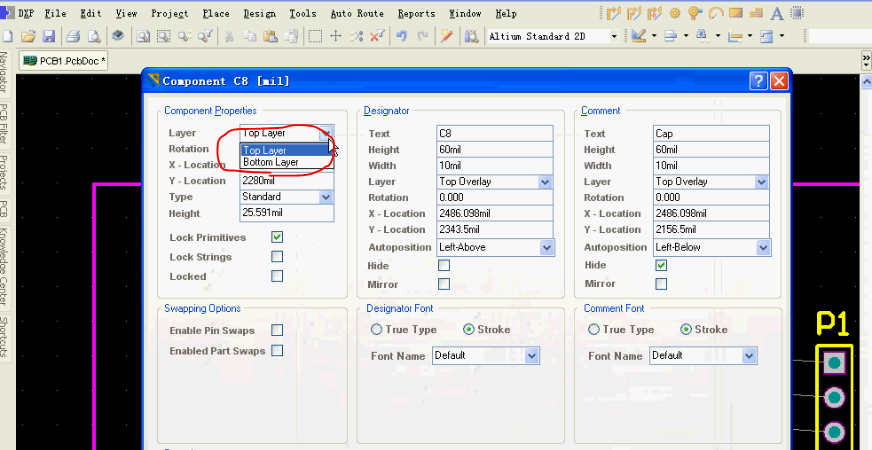 DXP File Edit View Project Place Design Tools Auto Route Reports Window Help
Altium Standard 2D
PCB1.PcbDoc *
Navigator
PCB Filter
Projects
PCB
Knowledge Center
Shortcuts
Component C8 [mil]
Component Properties
Layer Top Layer
Top Layer
Bottom Layer
Rotation
X - Location
Y - Location 2280mil
Type Standard
Height 25.591mil
Lock Primitives
Lock Strings
Locked
Designator
Text C8
Height 60mil
Width 10mil
Layer Top Overlay
Rotation 0.000
X - Location 2486.098mil
Y - Location 2343.5mil
Autoposition Left-Above
Hide
Mirror
Comment
Text Cap
Height 60mil
Width 10mil
Layer Top Overlay
Rotation 0.000
X - Location 2486.098mil
Y - Location 2156.5mil
Autoposition Left-Below
Hide
Mirror
Swapping Options
Enable Pin Swaps
Enabled Part Swaps
Designator Font
True Type Stroke
Font Name Default
Comment Font
True Type Stroke
Font Name Default
P1